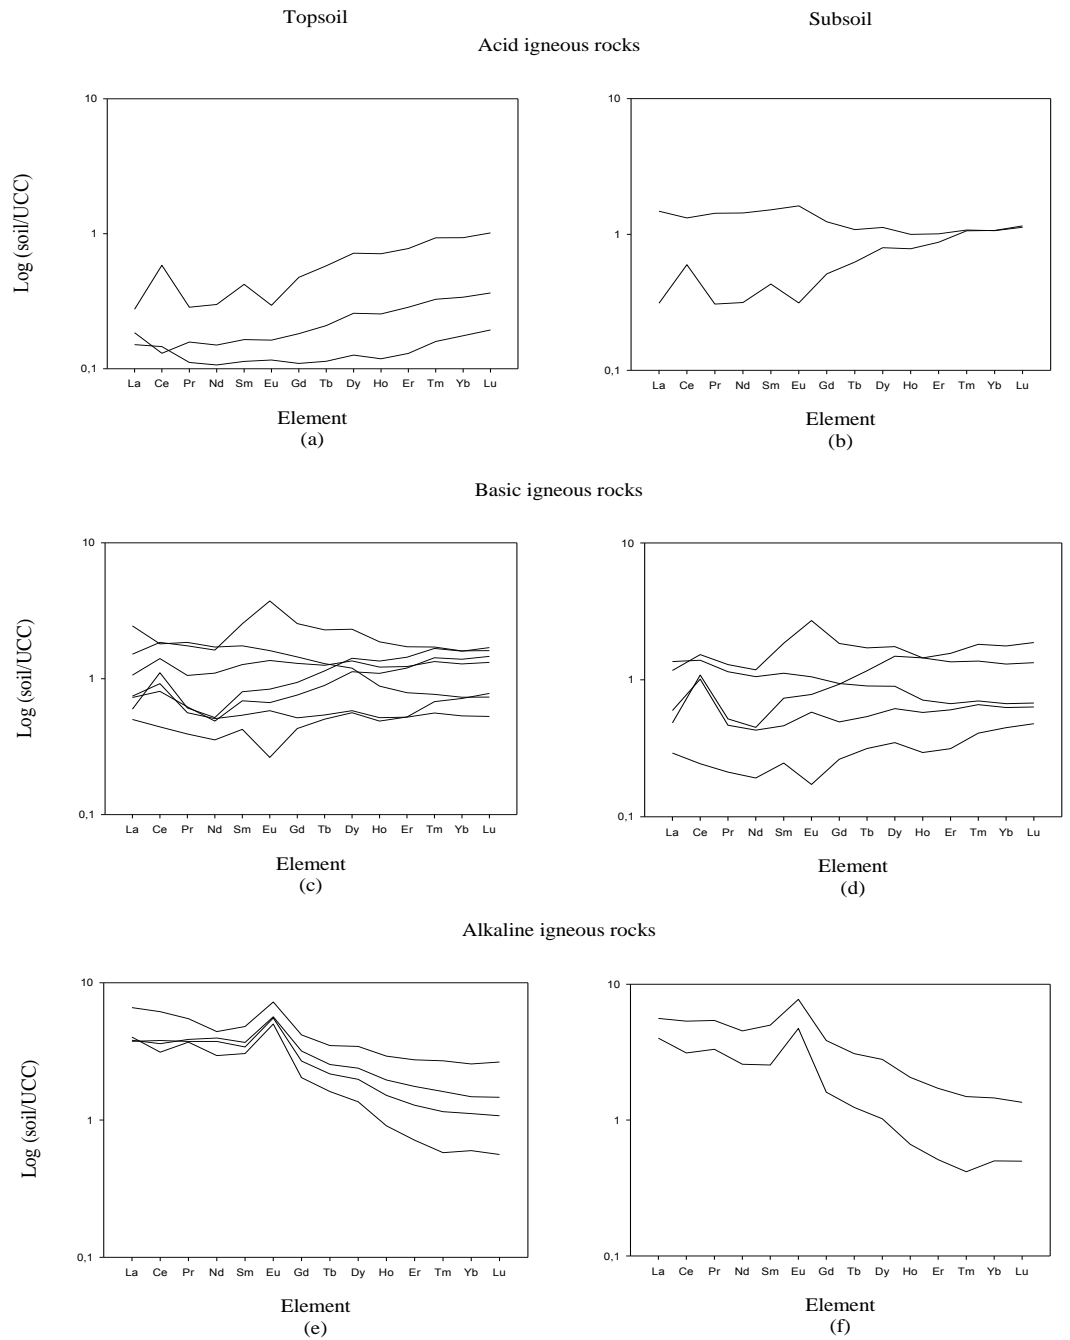 Topsoil Subsoil
Acid igneous rocks
10
1
0,1
Log (soil/UCC)
La Ce Pr Nd Sm Eu Gd Tb Dy Ho Er Tm Yb Lu
Element
(a)
10
1
0,1
La Ce Pr Nd Sm Eu Gd Tb Dy Ho Er Tm Yb Lu
Element
(b)
Basic igneous rocks
10
1
0,1
Log (soil/UCC)
La Ce Pr Nd Sm Eu Gd Tb Dy Ho Er Tm Yb Lu
Element
(c)
10
1
0,1
La Ce Pr Nd Sm Eu Gd Tb Dy Ho Er Tm Yb Lu
Element
(d)
Alkaline igneous rocks
10
1
0,1
Log (soil/UCC)
La Ce Pr Nd Sm Eu Gd Tb Dy Ho Er Tm Yb Lu
Element
(e)
10
1
0,1
La Ce Pr Nd Sm Eu Gd Tb Dy Ho Er Tm Yb Lu
Element
(f)